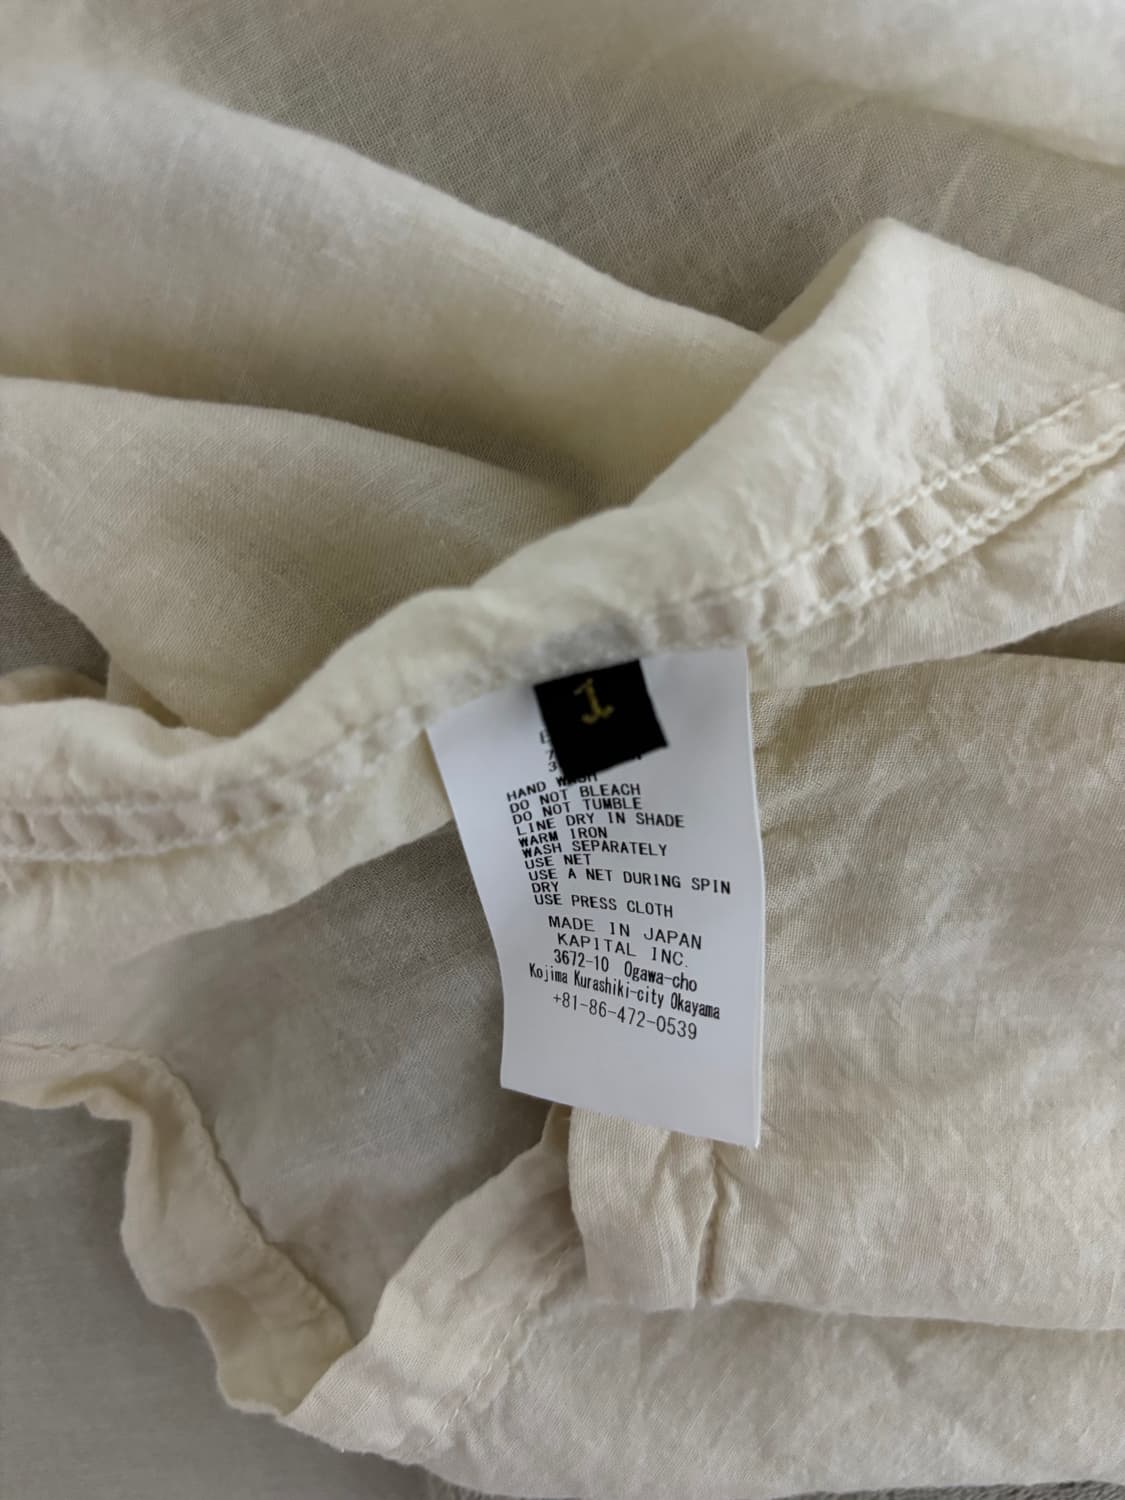 1
HAND WASH
DO NOT BLEACH
DO NOT TUMBLE
LINE DRY IN SHADE
WARM IRON
WASH SEPARATELY
USE NET
USE A NET DURING SPIN
DRY
USE PRESS CLOTH
MADE IN JAPAN
KAPITAL INC.
3672-10 Ogawa-cho
Kojima Kurashiki-city Okayama
+81-86-472-0539